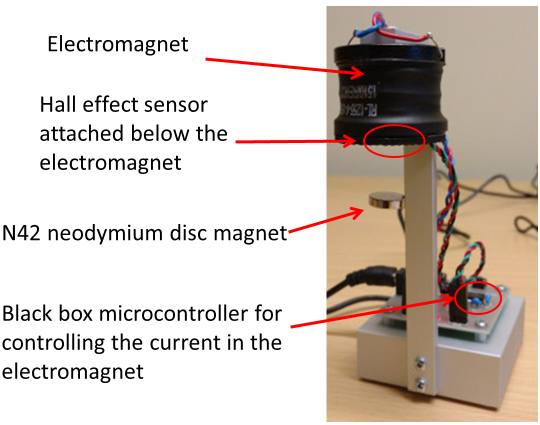 Electromagnet
Hall effect sensor
attached below the
electromagnet
N42 neodymium disc magnet
Black box microcontroller for
controlling the current in the
electromagnet